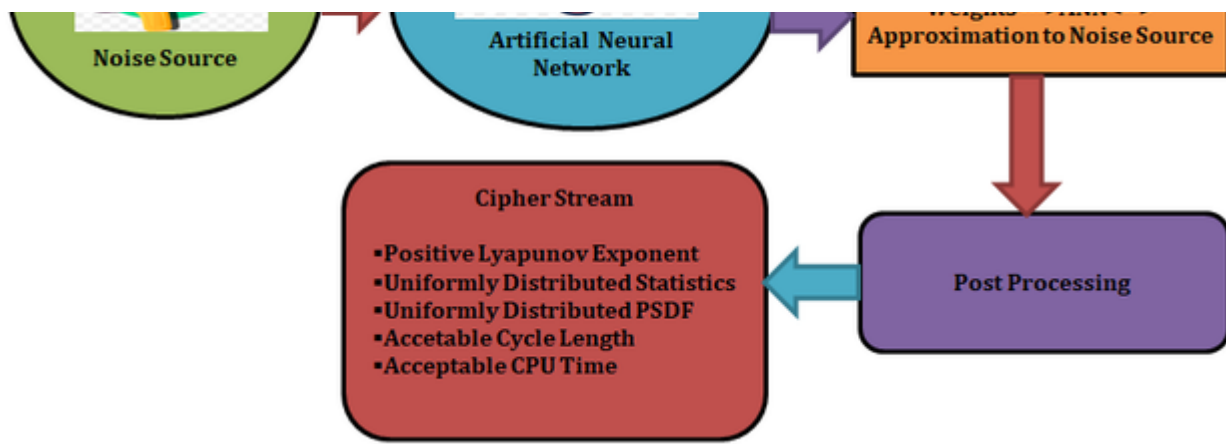 Noise Source
Artificial Neural
Network
Approximation to Noise Source
Cipher Stream
▪Positive Lyapunov Exponent
▪Uniformly Distributed Statistics
▪Uniformly Distributed PSDF
▪Accetable Cycle Length
▪Acceptable CPU Time
Post Processing